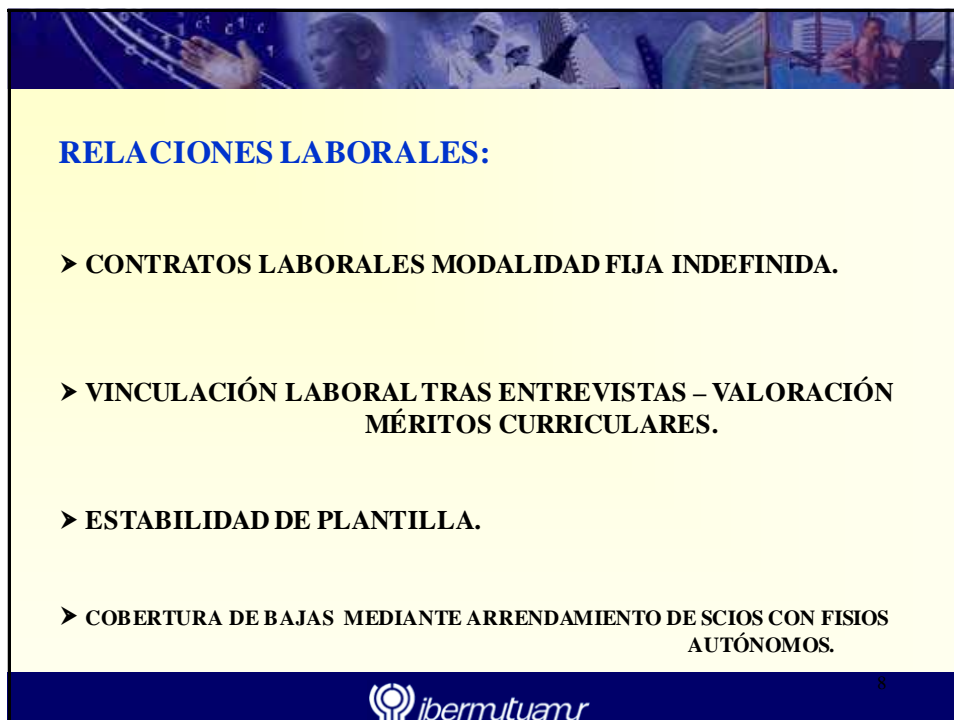 RELACIONES LABORALES:
➤ CONTRATOS LABORALES MODALIDAD FIJA INDEFINIDA.
➤ VINCULACIÓN LABORAL TRAS ENTREVISTAS – VALORACIÓN
MÉRITOS CURRICULARES.
➤ ESTABILIDAD DE PLANTILLA.
➤ COBERTURA DE BAJAS MEDIANTE ARRENDAMIENTO DE SCIOS CON FISIOS
AUTÓNOMOS.
8
ibermutuamur